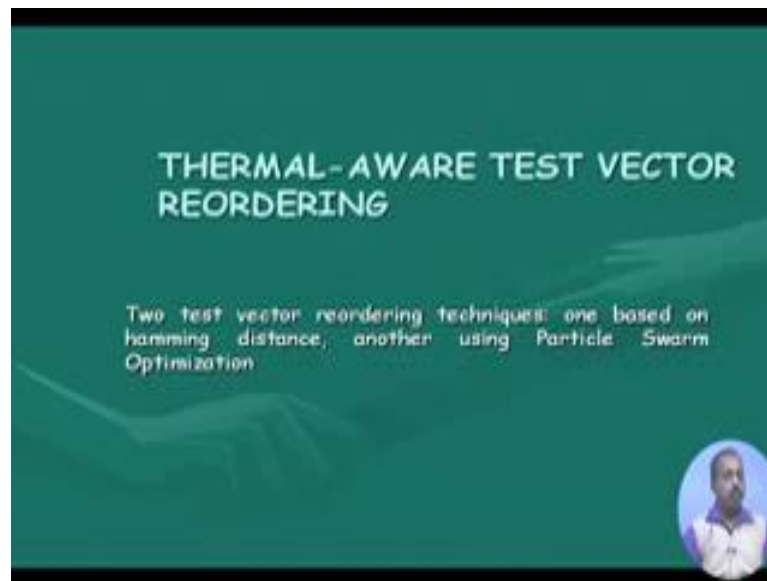 THERMAL-AWARE TEST VECTOR
REORDERING
Two test vector reordering techniques: one based on
hamming distance, another using Particle Swarm
Optimization